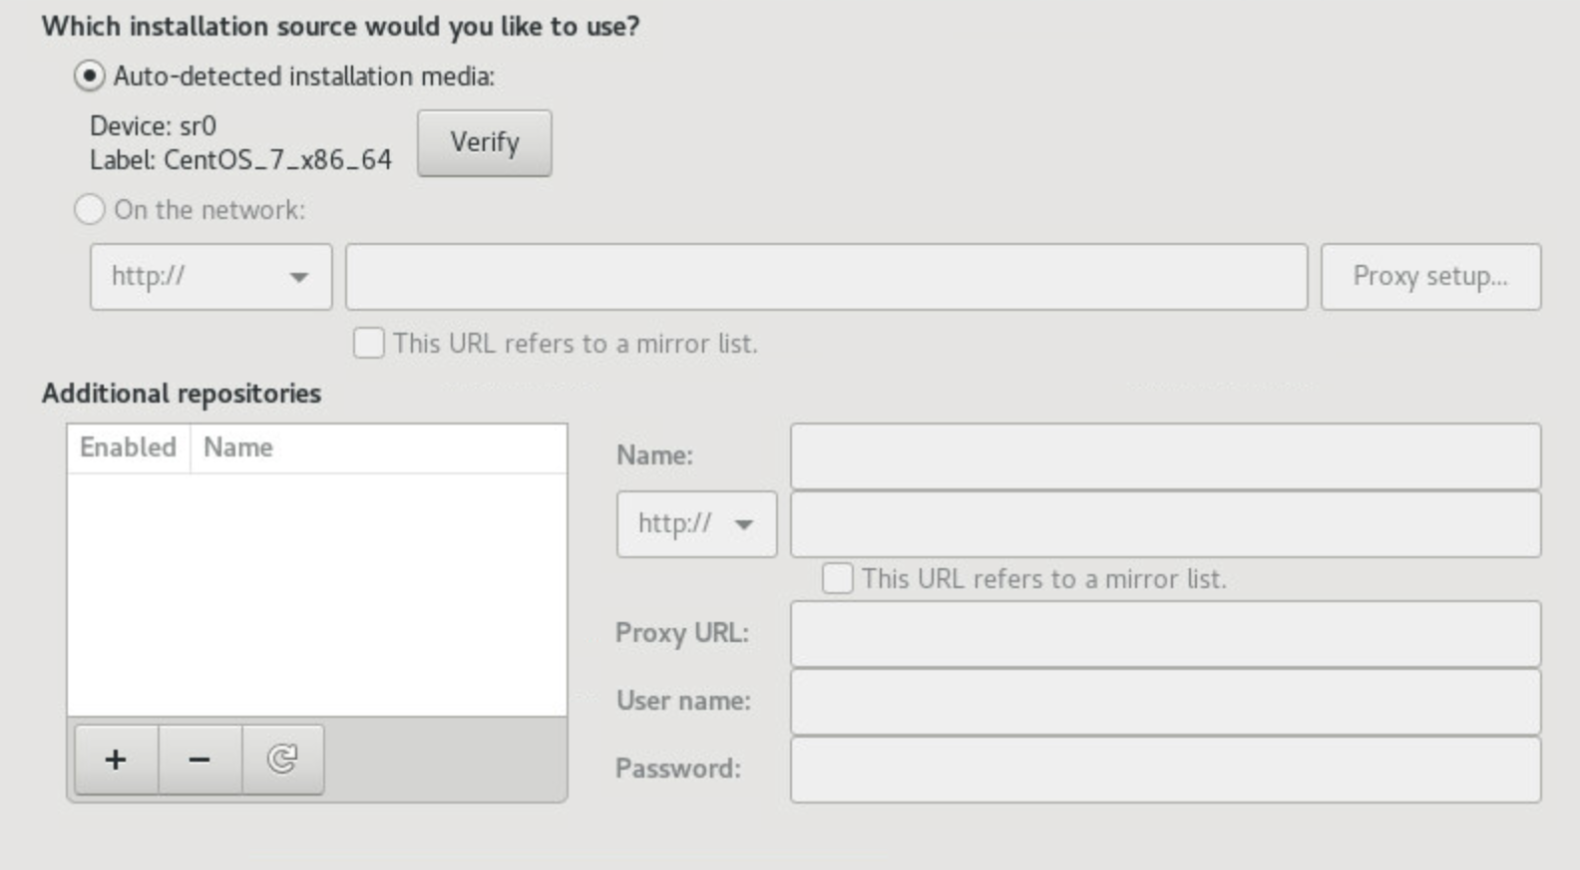 Which installation source would you like to use?
Auto-detected installation media:
Device: sr0
Label: CentOS_7_x86_64
Verify
On the network:
http://
Proxy setup...
This URL refers to a mirror list.
Additional repositories
Enabled Name
Name:
http://
This URL refers to a mirror list.
Proxy URL:
User name:
Password:
+ −